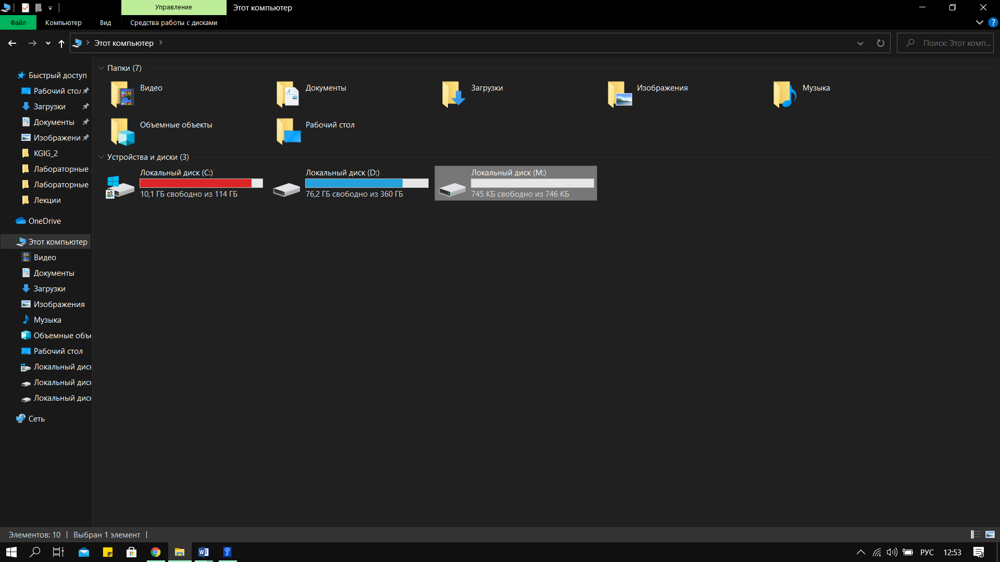 Управление
Этот компьютер
Файл
Компьютер
Вид
Средства работы с дисками
Этот компьютер
Поиск: Этот комп...
Быстрый доступ
Рабочий стол
Загрузки
Документы
Изображени
KGIG_2
Лабораторные
Лабораторные
Лекции
OneDrive
Этот компьютер
Видео
Документы
Загрузки
Изображения
Музыка
Объемные объе
Рабочий стол
Локальный диск
Локальный диск
Локальный диск
Сеть
Папки (7)
Видео
Документы
Загрузки
Изображения
Музыка
Объемные объекты
Рабочий стол
Устройства и диски (3)
Локальный диск (C:)
10,1 ГБ свободно из 114 ГБ
Локальный диск (D:)
76,2 ГБ свободно из 360 ГБ
Локальный диск (M:)
745 КБ свободно из 746 КБ
Элементов: 10
Выбран 1 элемент
РУС
12:53